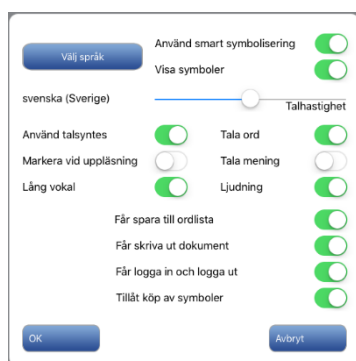 Använd smart symbolisering
Välj språk
Visa symboler
svenska (Sverige)
Talhastighet
Använd talsyntes Tala ord
Markera vid uppläsning Tala mening
Lång vokal Ljudning
Får spara till ordlista
Får skriva ut dokument
Får logga in och logga ut
Tillåt köp av symboler
OK Avbryt